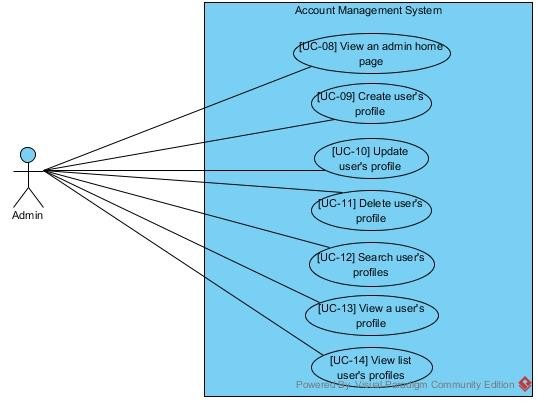 Account Management System
[UC-08] View an admin home
page
[UC-09] Create user's
profile
[UC-10] Update
user's profile
[UC-11] Delete user's
profile
Admin
[UC-12] Search user's
profiles
[UC-13] View a user's
profile
[UC-14] View list
user's profiles
Powered By Visual Paradigm Community Edition